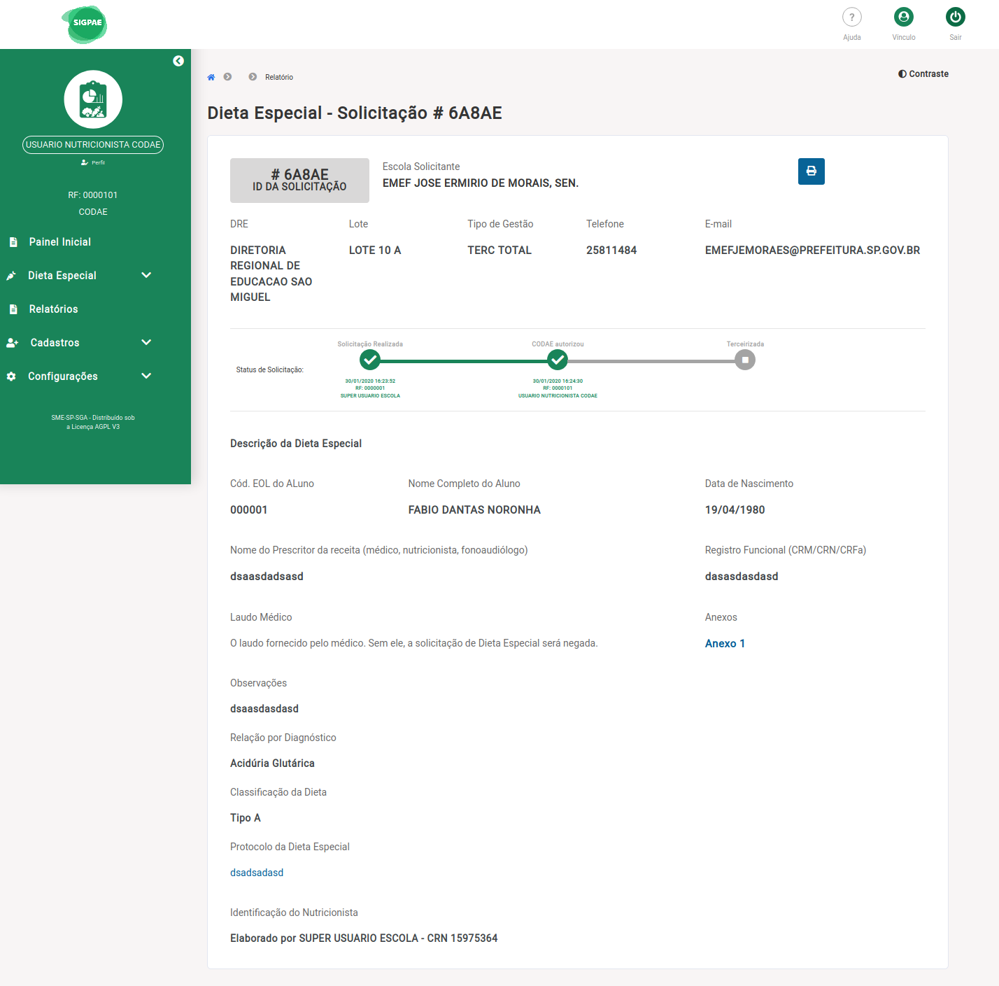 SIGPAE
?
Ajuda
Vinculo
Sair
USUARIO NUTRICIONISTA CODAE
Perfil
RF: 0000101
CODAE
Painel Inicial
Dieta Especial
Relatórios
Cadastros
Configurações
SME-SP-SGA - Distribuído sob
a Licença AGPL V3
Relatório
Contraste
Dieta Especial - Solicitação # 6A8AE
# 6A8AE
ID DA SOLICITAÇÃO
Escola Solicitante
EMEF JOSE ERMIRIO DE MORAIS, SEN.
DRE
DIRETORIA
REGIONAL DE
EDUCACAO SAO
MIGUEL
Lote
LOTE 10 A
Tipo de Gestão
TERC TOTAL
Telefone
25811484
E-mail
EMEFJEMORAES@PREFEITURA.SP.GOV.BR
Status de Solicitação:
Solicitação Realizada
30/01/2020 16:23:52
RF: 0000001
SUPER USUARIO ESCOLA
CODAE autorizou
30/01/2020 16:24:30
RF: 0000101
USUARIO NUTRICIONISTA CODAE
Terceirizada
Descrição da Dieta Especial
Cód. EOL do ALuno
000001
Nome Completo do Aluno
FABIO DANTAS NORONHA
Data de Nascimento
19/04/1980
Nome do Prescritor da receita (médico, nutricionista, fonoaudiólogo)
dsaasdadsasd
Registro Funcional (CRM/CRN/CRFa)
dasasdasdasd
Laudo Médico
O laudo fornecido pelo médico. Sem ele, a solicitação de Dieta Especial será negada.
Anexos
Anexo 1
Observações
dsaasdasdasd
Relação por Diagnóstico
Acidúria Glutárica
Classificação da Dieta
Tipo A
Protocolo da Dieta Especial
dsadsadasd
Identificação do Nutricionista
Elaborado por SUPER USUARIO ESCOLA - CRN 15975364